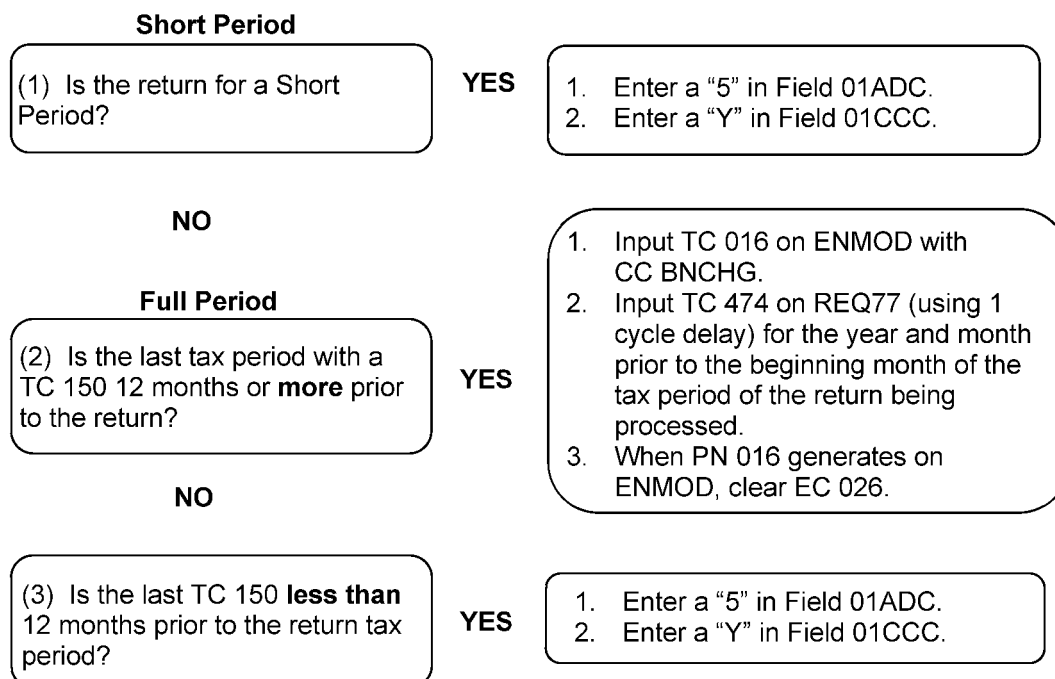 Short Period
(1) Is the return for a Short
Period?
YES
1. Enter a “5” in Field 01ADC.
2. Enter a “Y” in Field 01CCC.
NO
Full Period
(2) Is the last tax period with a
TC 150 12 months or more prior
to the return?
YES
1. Input TC 016 on ENMOD with
CC BNCHG.
2. Input TC 474 on REQ77 (using 1
cycle delay) for the year and month
prior to the beginning month of the
tax period of the return being
processed.
3. When PN 016 generates on
ENMOD, clear EC 026.
NO
(3) Is the last TC 150 less than
12 months prior to the return tax
period?
YES
1. Enter a “5” in Field 01ADC.
2. Enter a “Y” in Field 01CCC.